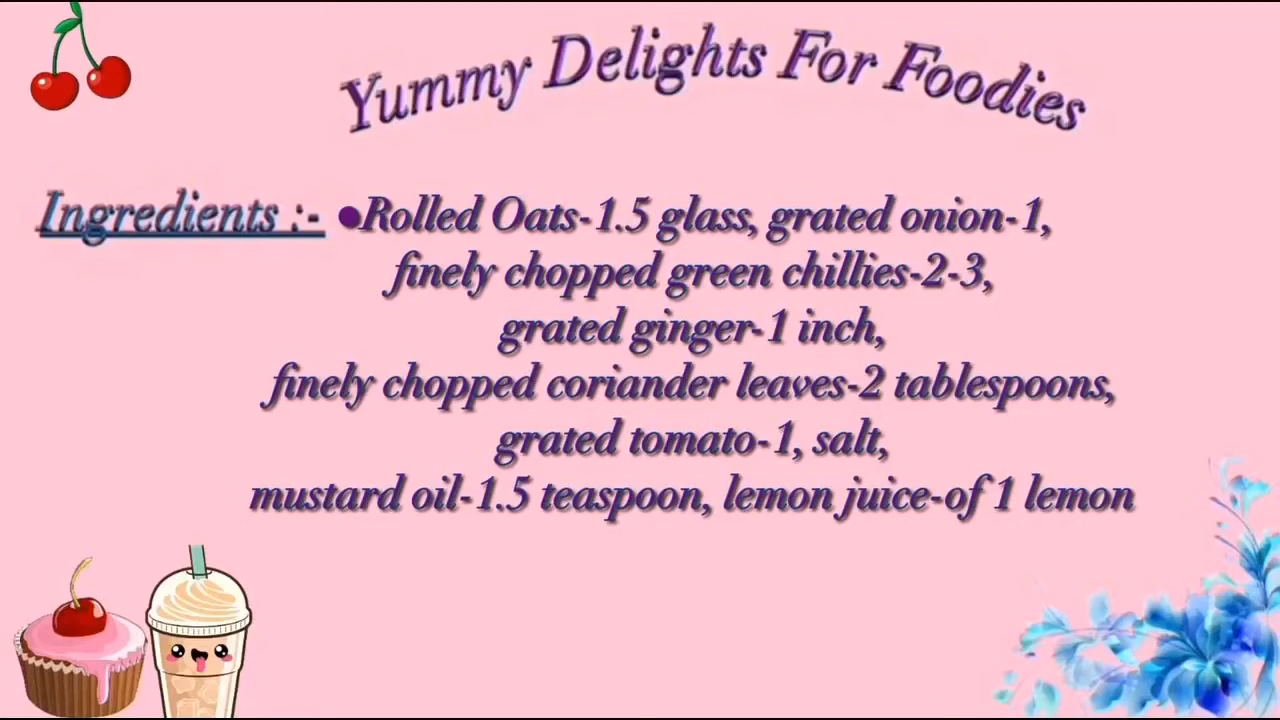 Yummy Delights For Foodies
Ingredients :- ●Rolled Oats-1.5 glass, grated onion-1,
finely chopped green chillies-2-3,
grated ginger-1 inch,
finely chopped coriander leaves-2 tablespoons,
grated tomato-1, salt,
mustard oil-1.5 teaspoon, lemon juice-of 1 lemon